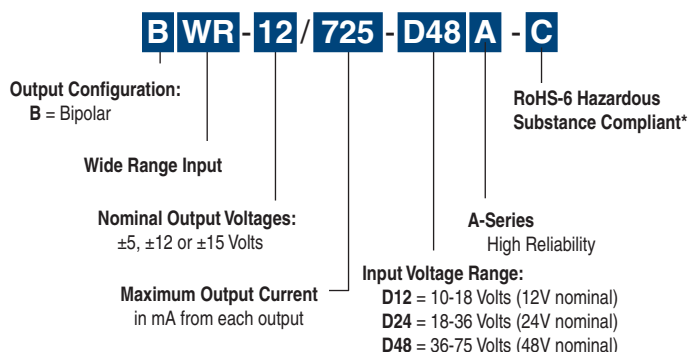 BWR-12/725-D48A-C
Output Configuration:
B = Bipolar
RoHS-6 Hazardous
Substance Compliant*
Wide Range Input
Nominal Output Voltages:
±5, ±12 or ±15 Volts
A-Series
High Reliability
Maximum Output Current
in mA from each output
Input Voltage Range:
D12 = 10-18 Volts (12V nominal)
D24 = 18-36 Volts (24V nominal)
D48 = 36-75 Volts (48V nominal)